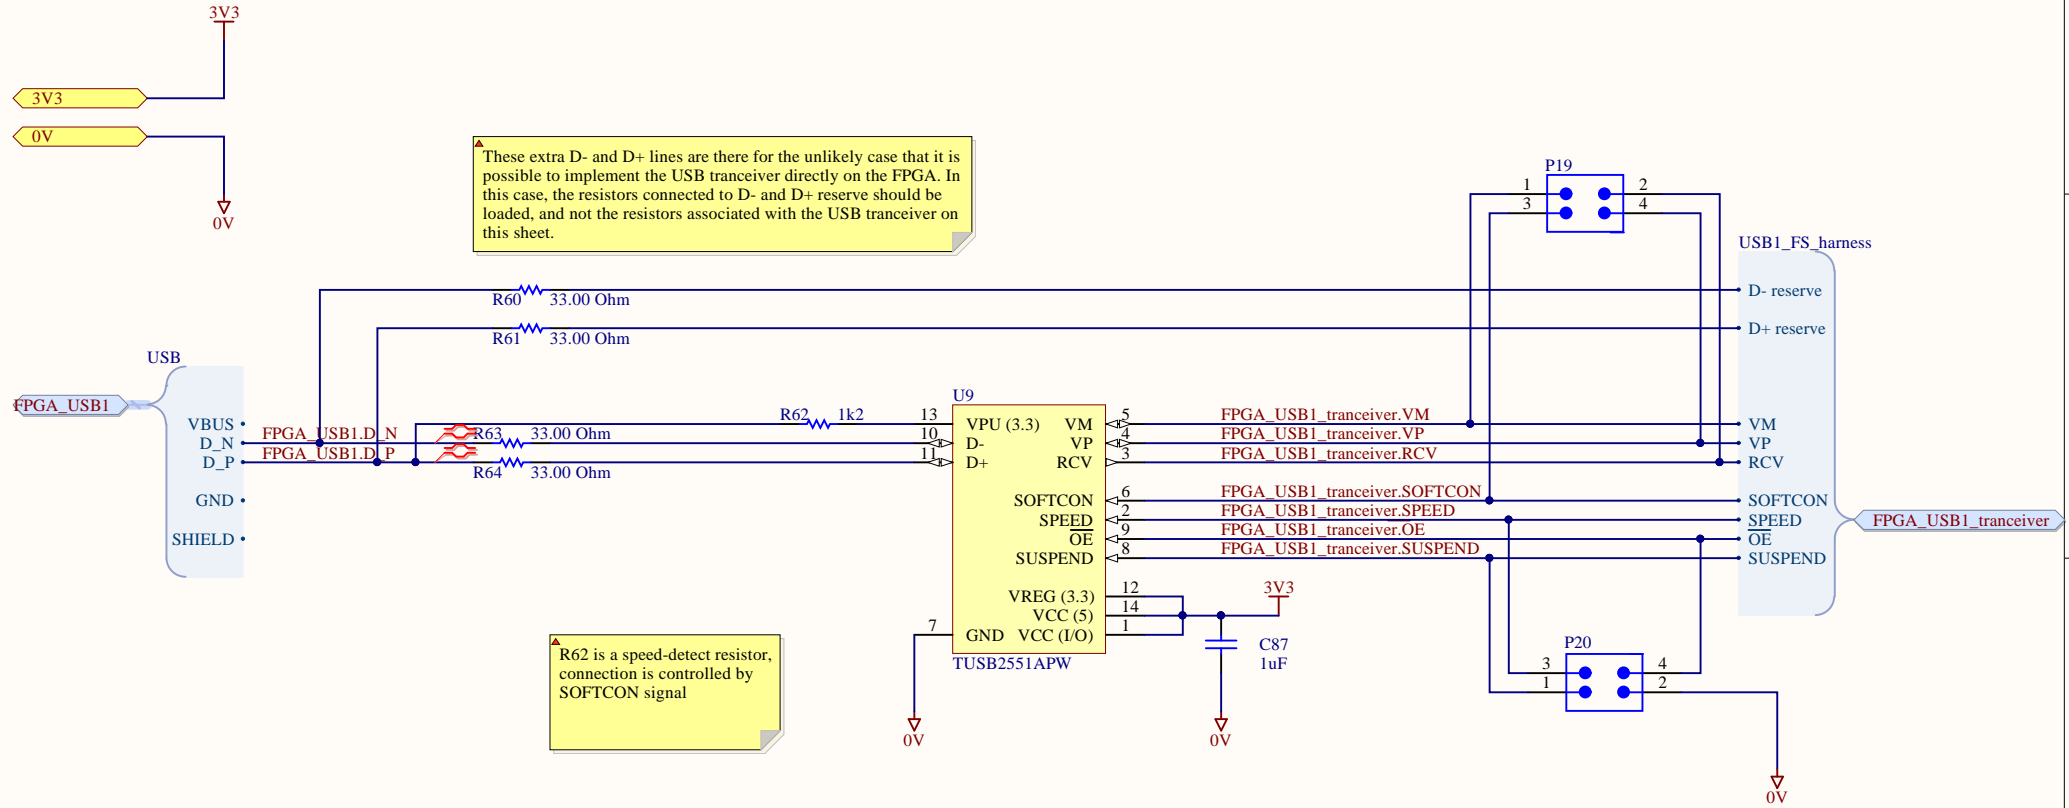 3V3
3V3
0V
0V
These extra D- and D+ lines are there for the unlikely case that it is
possible to implement the USB tranceiver directly on the FPGA. In
this case, the resistors connected to D- and D+ reserve should be
loaded, and not the resistors associated with the USB tranceiver on
this sheet.
P19
1 2
3 4
USB1_FS_harness
R60 33.00 Ohm D- reserve
R61 33.00 Ohm D+ reserve
USB
FPGA_USB1
U9
VBUS R62 1k2 13 VPU (3.3) VM 5 FPGA_USB1_tranceiver.VM VM
D_N FPGA_USB1.D_N R63 33.00 Ohm 10 D- VP 4 FPGA_USB1_tranceiver.VP VP
D_P FPGA_USB1.D_P 11 D+ RCV 3 FPGA_USB1_tranceiver.RCV RCV
R64 33.00 Ohm
GND SOFTCON 6 FPGA_USB1_tranceiver.SOFTCON SOFTCON
SPEED 2 FPGA_USB1_tranceiver.SPEED SPEED FPGA_USB1_tranceiver
SHIELD OE 9 FPGA_USB1_tranceiver.OE OE
SUSPEND 8 FPGA_USB1_tranceiver.SUSPEND SUSPEND
VREG (3.3) 12 3V3
VCC (5) 14
7 GND VCC (I/O) 1
TUSB2551APW
C87
1uF
R62 is a speed-detect resistor,
connection is controlled by
SOFTCON signal
P20
3 4
1 2
0V
0V
0V